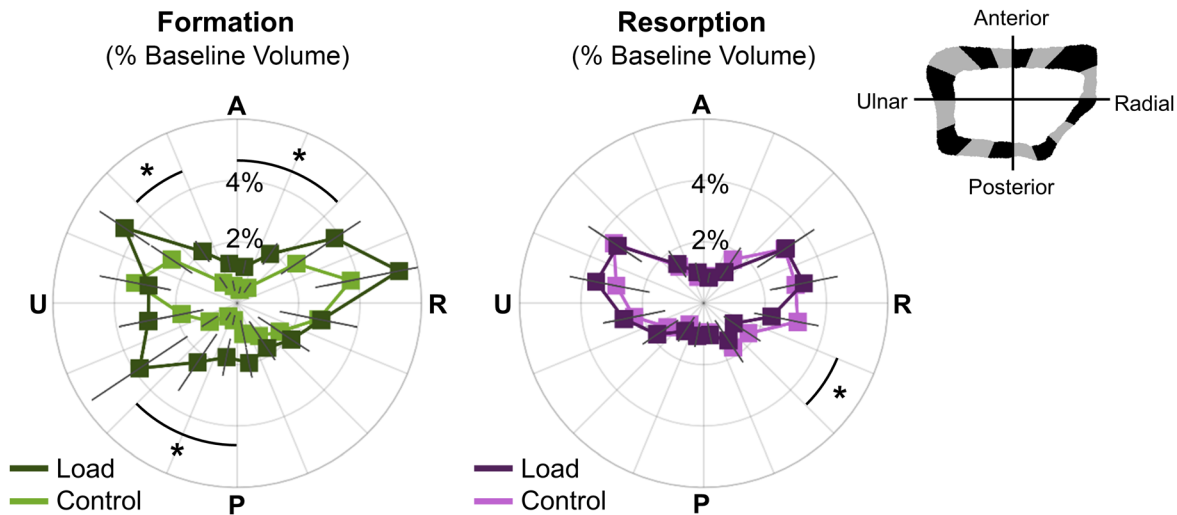 Formation
(% Baseline Volume)
A
*
*
4%
2%
U
R
*
P
Load
Control
Resorption
(% Baseline Volume)
A
4%
2%
U
R
*
P
Load
Control
Anterior
Ulnar
Radial
Posterior